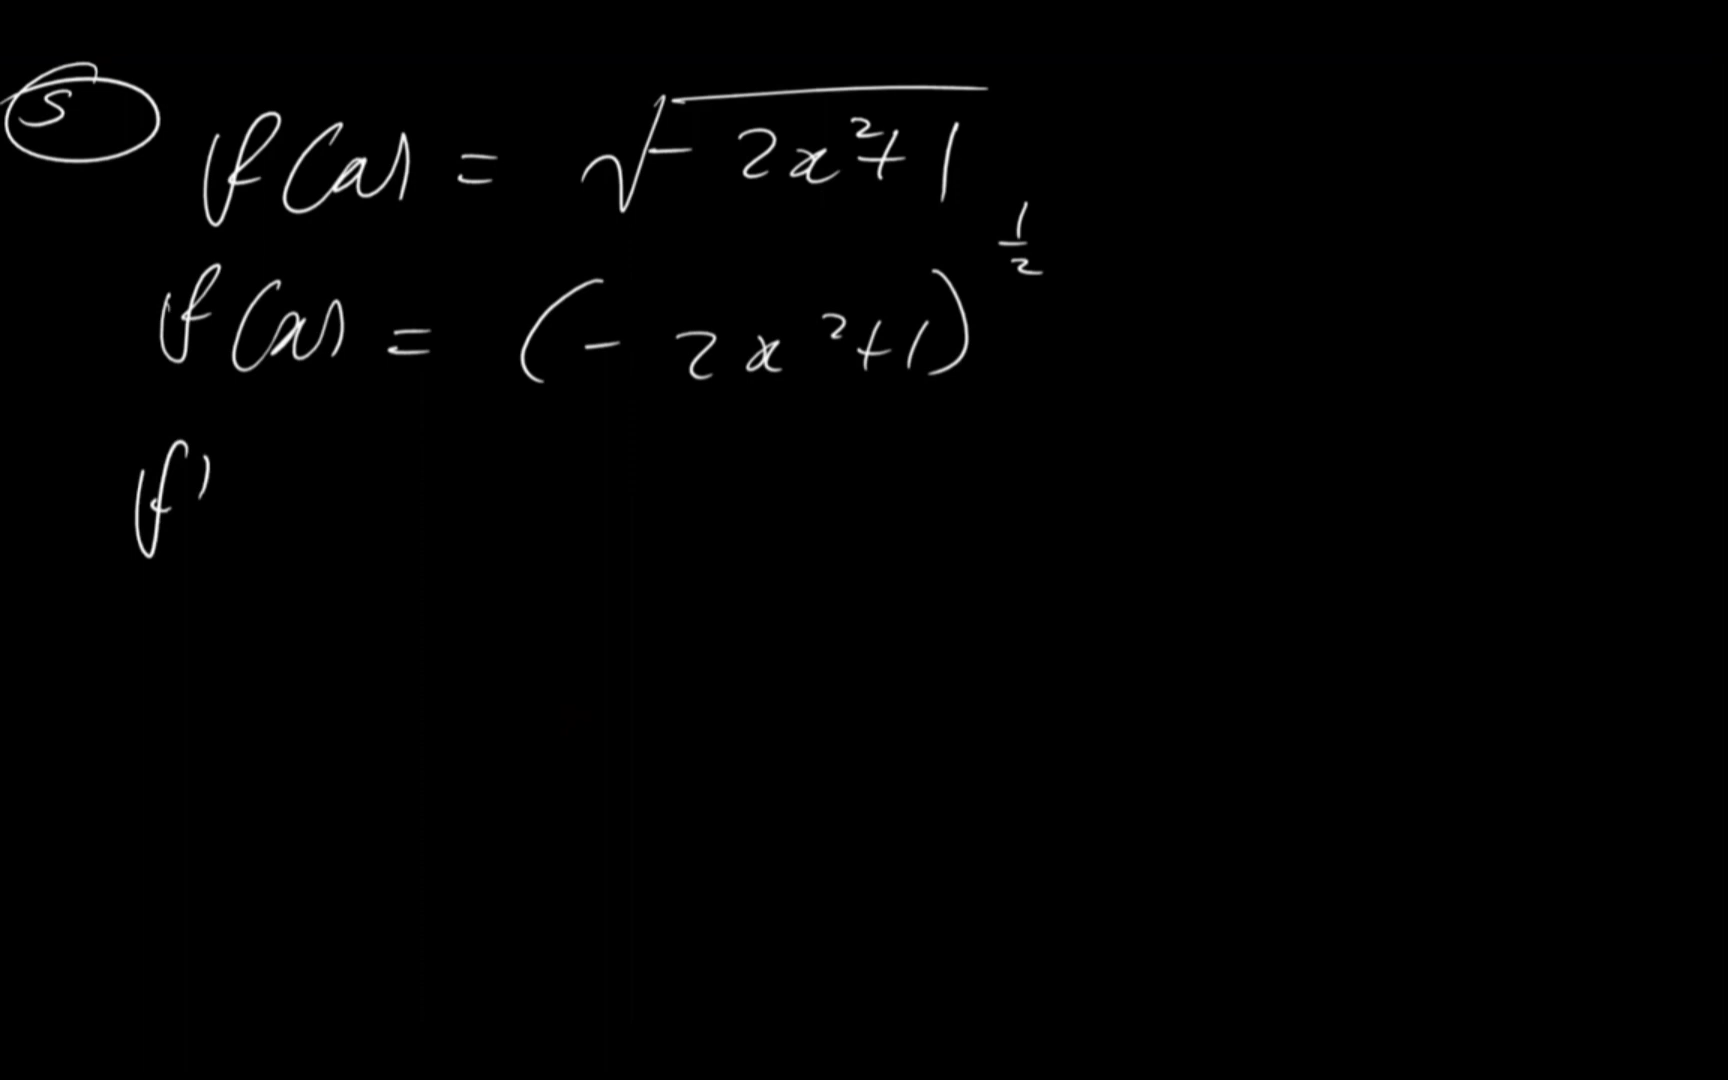 5 f(x) = √-2x²+1
f(x) = (-2x²+1)^½
f'